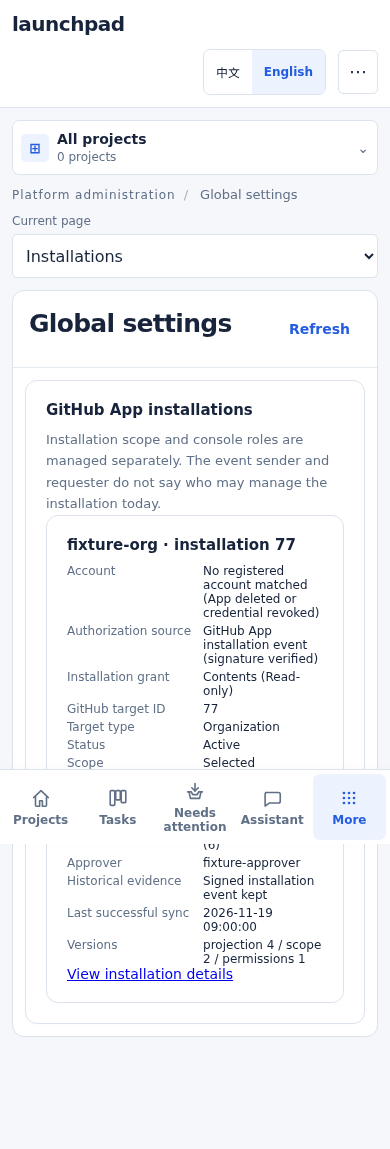 launchpad
中文 English ⋯
All projects
0 projects
Platform administration / Global settings
Current page
Installations
Global settings
Refresh
GitHub App installations
Installation scope and console roles are
managed separately. The event sender and
requester do not say who may manage the
installation today.
fixture-org · installation 77
Account No registered
account matched
(App deleted or
credential revoked)
Authorization source GitHub App
installation event
(signature verified)
Installation grant Contents (Read-
only)
GitHub target ID 77
Target type Organization
Status Active
Scope Selected
Projects
Tasks
Needs
attention
Assistant
More
(6)
Approver fixture-approver
Historical evidence Signed installation
event kept
Last successful sync 2026-11-19
09:00:00
Versions projection 4 / scope
2 / permissions 1
View installation details